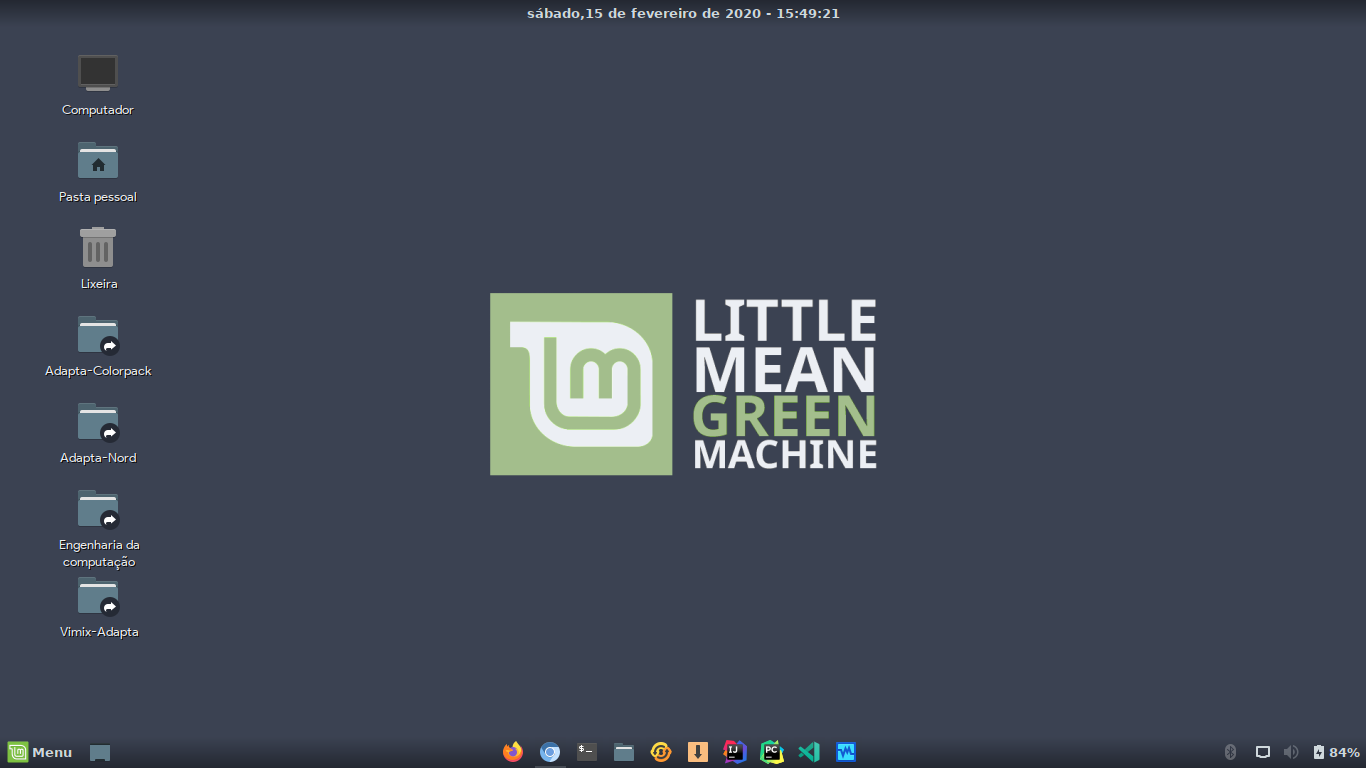 sábado,15 de fevereiro de 2020 - 15:49:21
Computador
Pasta pessoal
Lixeira
Adapta-Colorpack
Adapta-Nord
Engenharia da
computação
Vimix-Adapta
LITTLE
MEAN
GREEN
MACHINE
Menu
$-
IJ
PC
84%